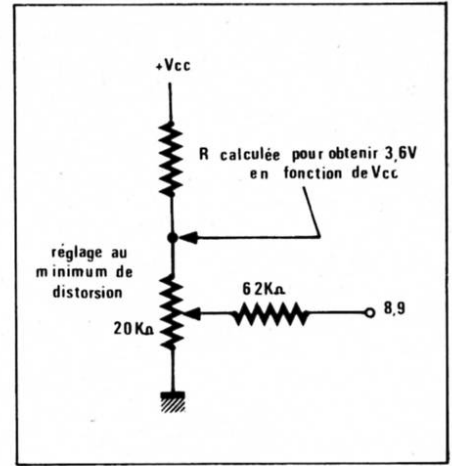 +Vcc
R calculée pour obtenir 3,6V
en fonction de Vcc
réglage au
minimum de
distorsion
62KΩ
8,9
20KΩ